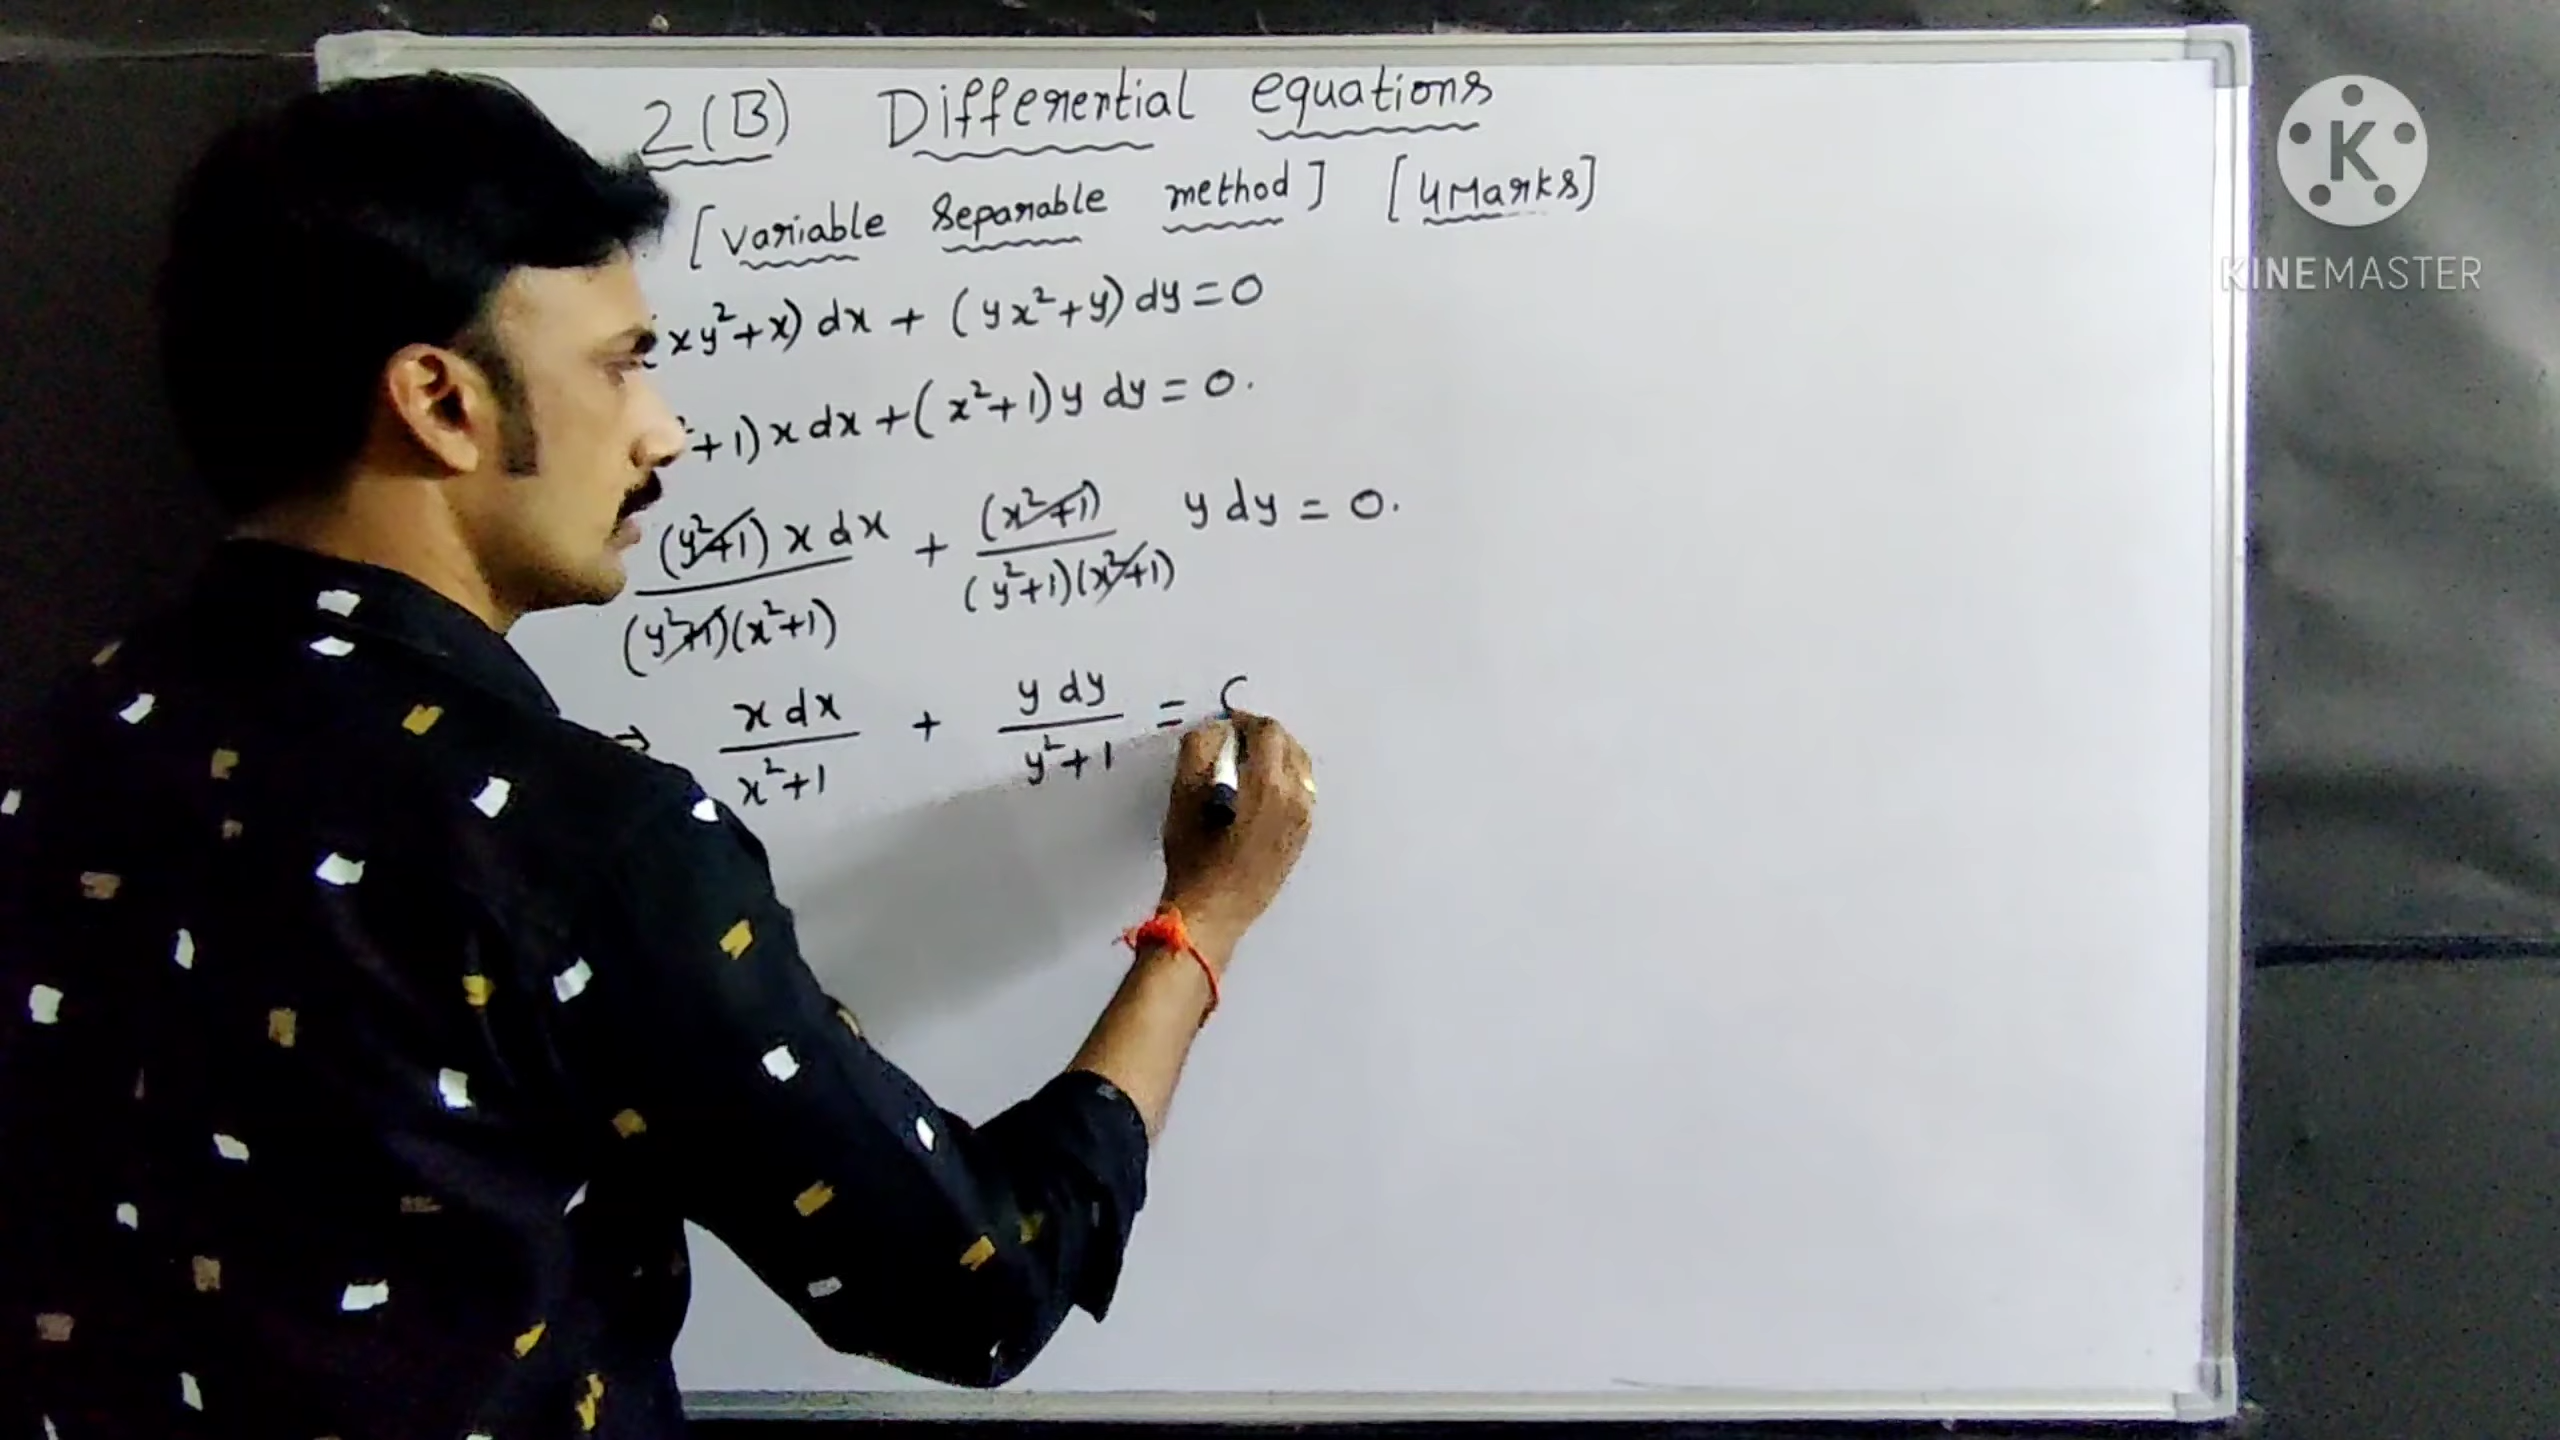 2(B) Differential equations
[Variable Separable method] [4Marks]
(xy²+x) dx + (yx²+y) dy = 0
+1) x dx + (x²+1) y dy = 0.
(y²+1) x dx / (y²+1)(x²+1) + (x²+1) / (y²+1)(x²+1) y dy = 0.
⇒ x dx / x²+1 + y dy / y²+1 =
K
KINEMASTER